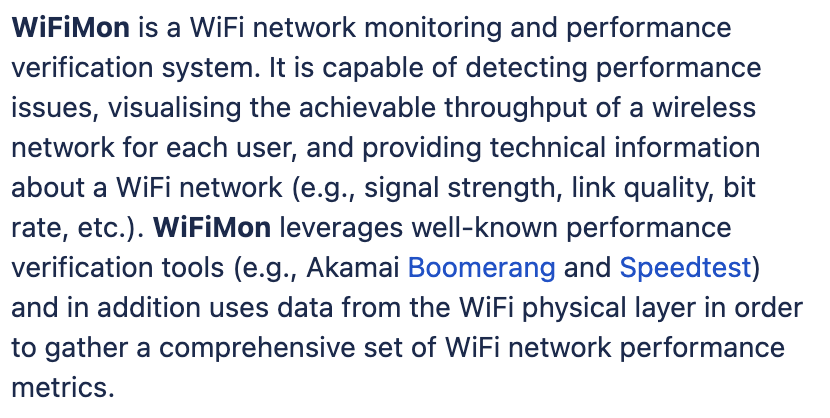 WiFiMon is a WiFi network monitoring and performance
verification system. It is capable of detecting performance
issues, visualising the achievable throughput of a wireless
network for each user, and providing technical information
about a WiFi network (e.g., signal strength, link quality, bit
rate, etc.). WiFiMon leverages well-known performance
verification tools (e.g., Akamai Boomerang and Speedtest)
and in addition uses data from the WiFi physical layer in order
to gather a comprehensive set of WiFi network performance
metrics.